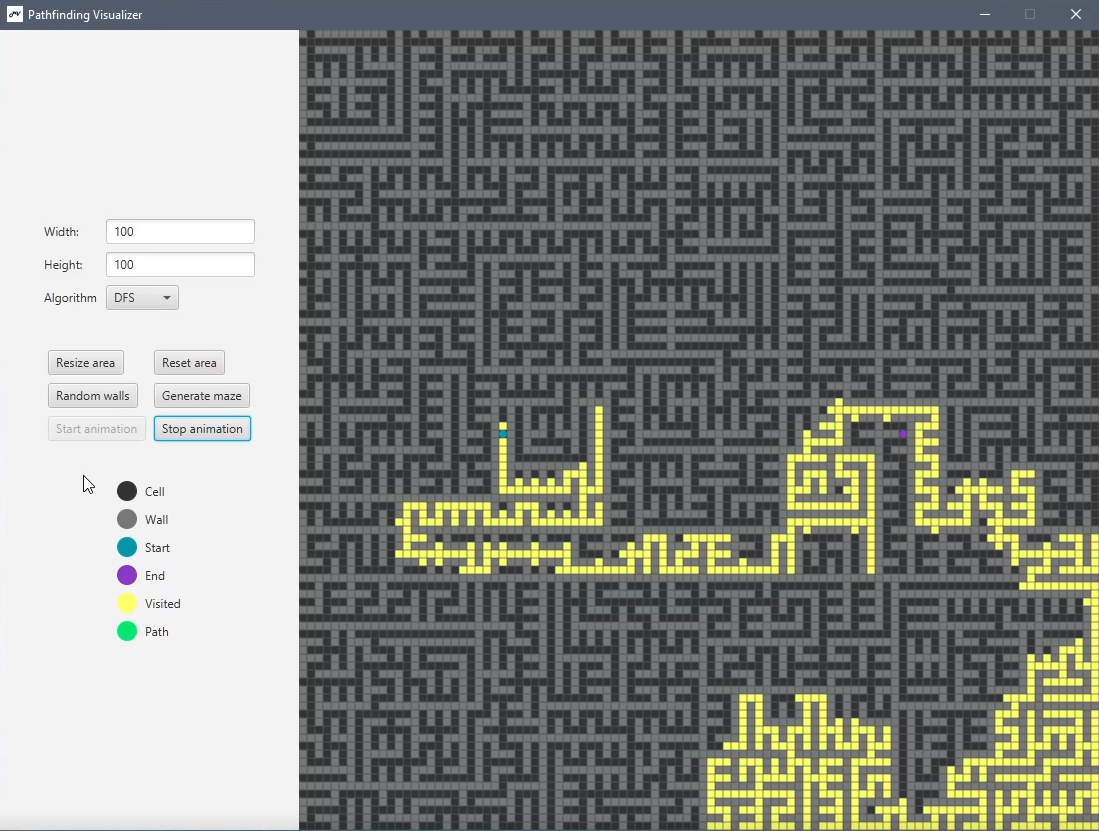 Pathfinding Visualizer
Width: 100
Height: 100
Algorithm DFS
Resize area Reset area
Random walls Generate maze
Start animation Stop animation
Cell
Wall
Start
End
Visited
Path